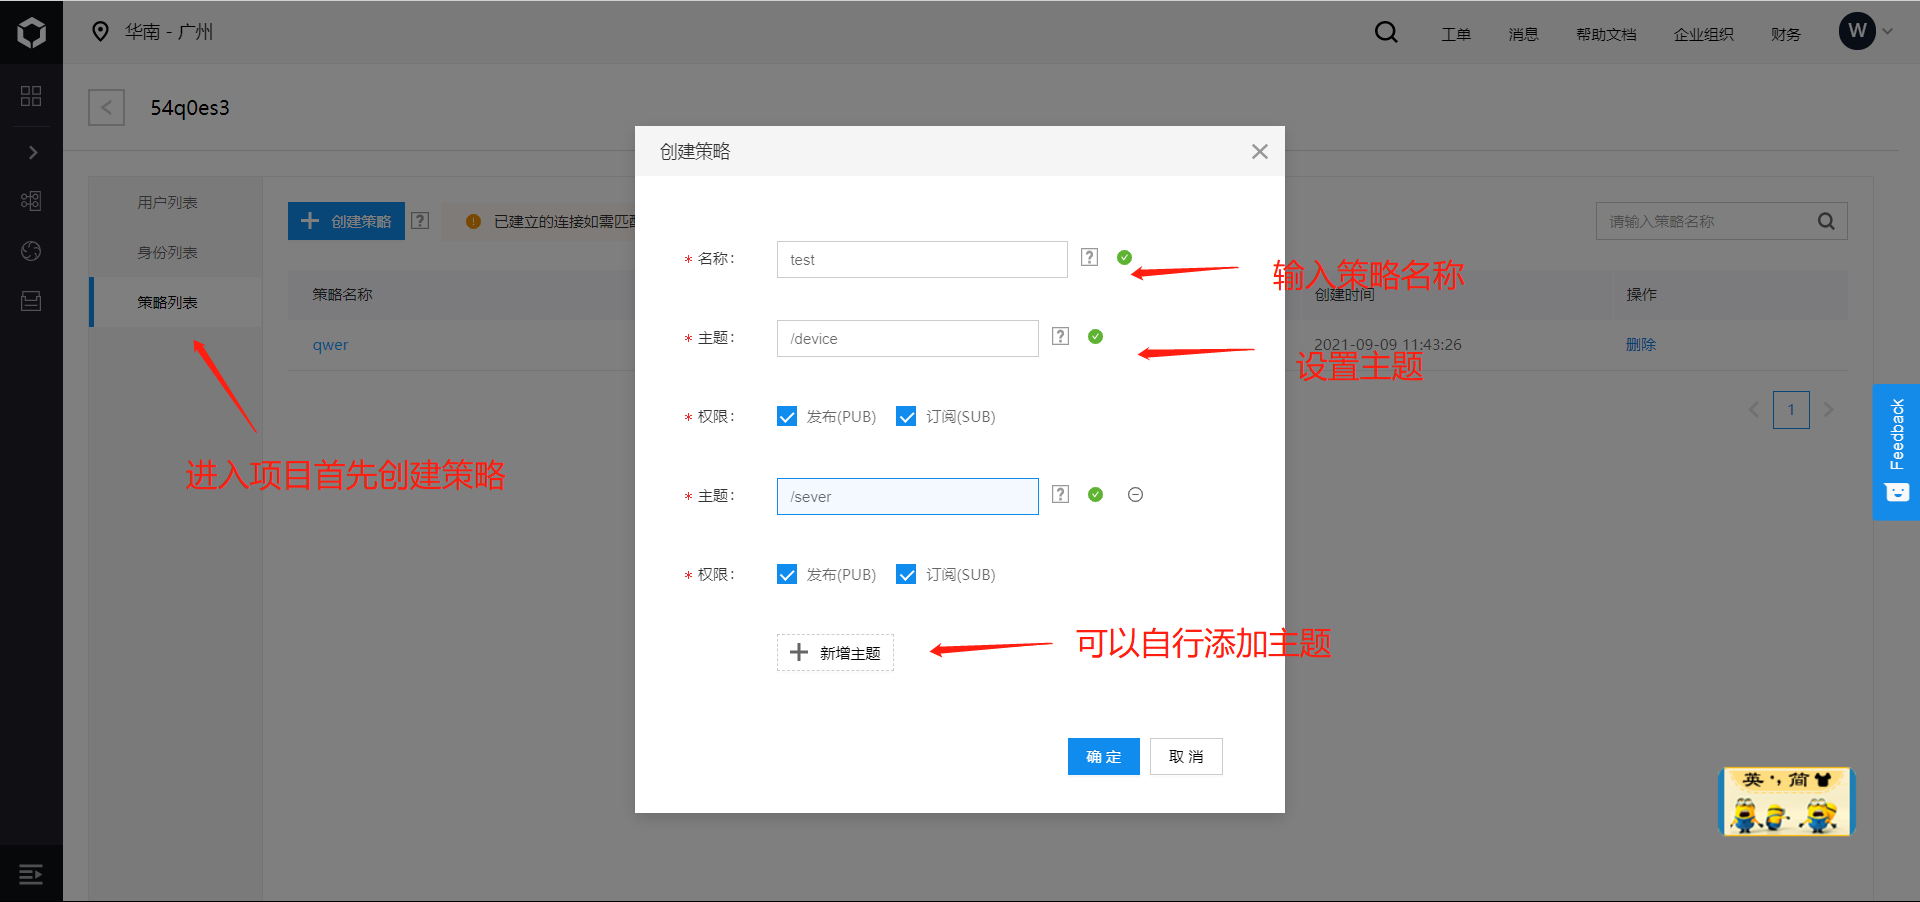 华南 - 广州
工单
消息
帮助文档
企业组织
财务
W
54q0es3
用户列表
身份列表
策略列表
创建策略
?
已建立的连接如需匹配
请输入策略名称
策略名称
创建时间
操作
qwer
2021-09-09 11:43:26
删除
1
Feedback
进入项目首先创建策略
创建策略
* 名称:
test
?
输入策略名称
* 主题:
/device
?
设置主题
* 权限:
发布(PUB)
订阅(SUB)
* 主题:
/sever
?
* 权限:
发布(PUB)
订阅(SUB)
新增主题
可以自行添加主题
确 定
取 消
英 简